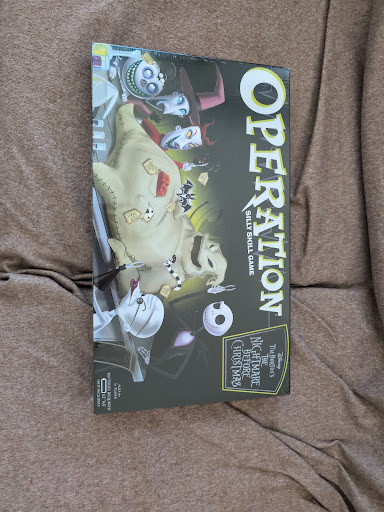 OPERATION
SILLY SKILL GAME
Disney
TIM BURTON'S
THE
NIGHTMARE
BEFORE
CHRISTMAS